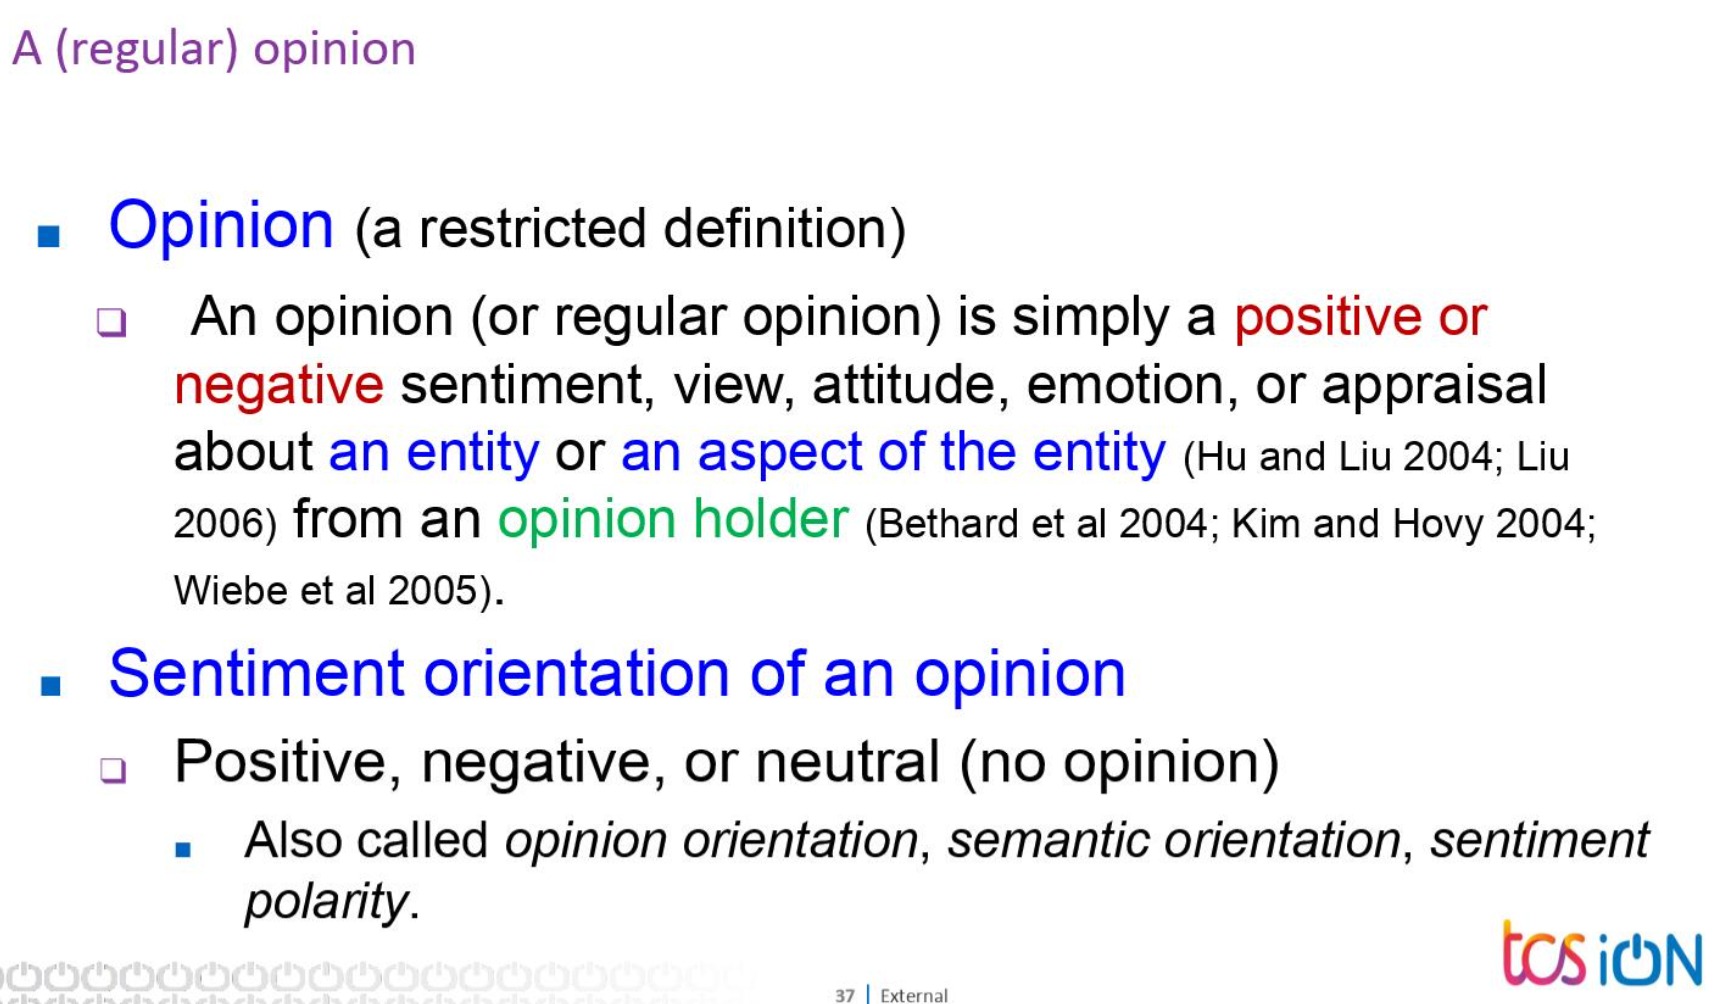 A (regular) opinion
Opinion (a restricted definition)
An opinion (or regular opinion) is simply a positive or
negative sentiment, view, attitude, emotion, or appraisal
about an entity or an aspect of the entity (Hu and Liu 2004; Liu
2006) from an opinion holder (Bethard et al 2004; Kim and Hovy 2004;
Wiebe et al 2005).
Sentiment orientation of an opinion
Positive, negative, or neutral (no opinion)
Also called opinion orientation, semantic orientation, sentiment
polarity.
tcs iON
37 | External